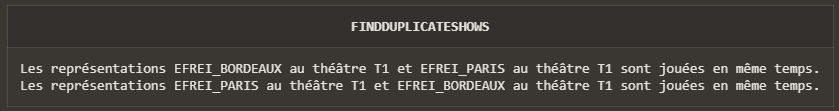 FINDDUPLICATESHOWS
Les représentations EFREI_BORDEAUX au théâtre T1 et EFREI_PARIS au théâtre T1 sont jouées en même temps.
Les représentations EFREI_PARIS au théâtre T1 et EFREI_BORDEAUX au théâtre T1 sont jouées en même temps.